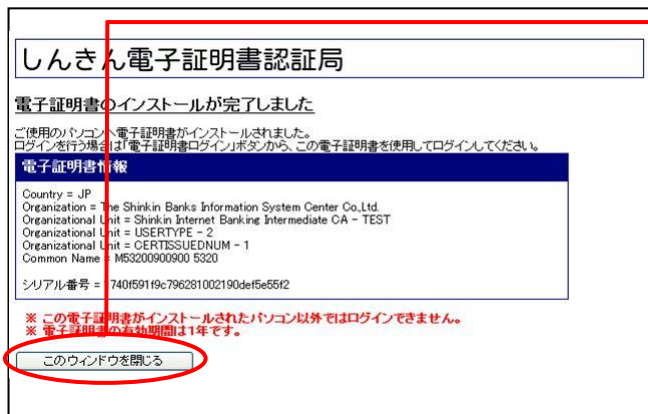 しんきん電子証明書認証局
電子証明書のインストールが完了しました
ご使用のパソコンへ電子証明書がインストールされました。
ログインを行う場合は「電子証明書ログイン」ボタンから、この電子証明書を使用してログインしてください。
電子証明書情報
Country = JP
Organization = The Shinkin Banks Information System Center Co.,Ltd.
Organizational Unit = Shinkin Internet Banking Intermediate CA - TEST
Organizational Unit = USERTYPE - 2
Organizational Unit = CERTISSUEDNUM - 1
Common Name = M53200900900 5320
シリアル番号 = 740f591f9c796281002190def5e55f2
※ この電子証明書がインストールされたパソコン以外ではログインできません。
※ 電子証明書の有効期間は1年です。
このウィンドウを閉じる